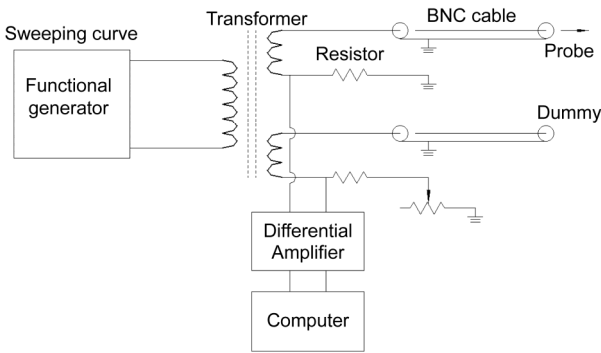 Sweeping curve
Functional
generator
Transformer
Resistor
BNC cable
Probe
Dummy
Differential
Amplifier
Computer